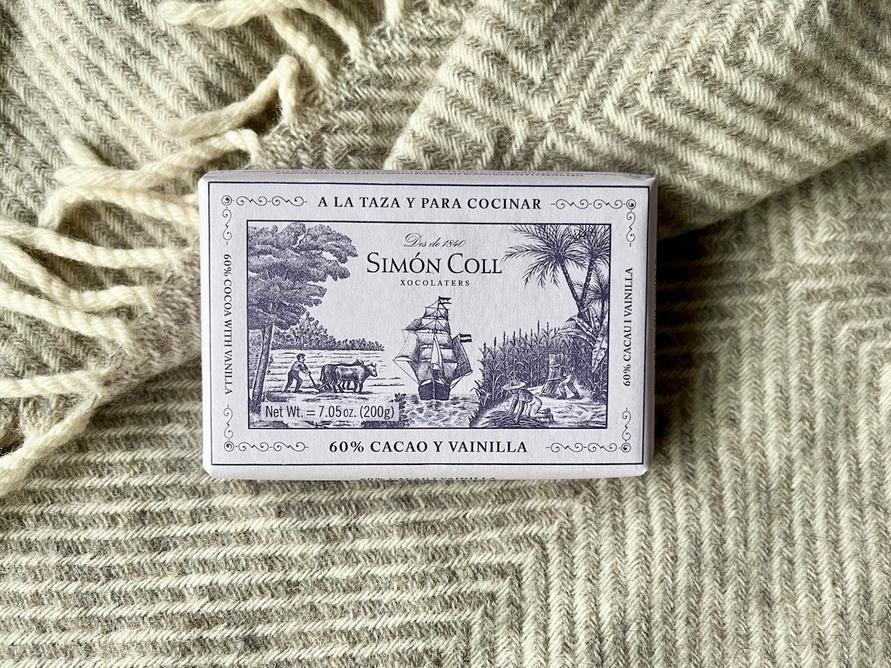 A LA TAZA Y PARA COCINAR
Des de 1840
SIMÓN COLL
XOCOLATERS
60% COCOA WITH VANILLA
60% CACAU I VAINILLA
Net Wt. = 7.05 oz. (200g)
60% CACAO Y VAINILLA